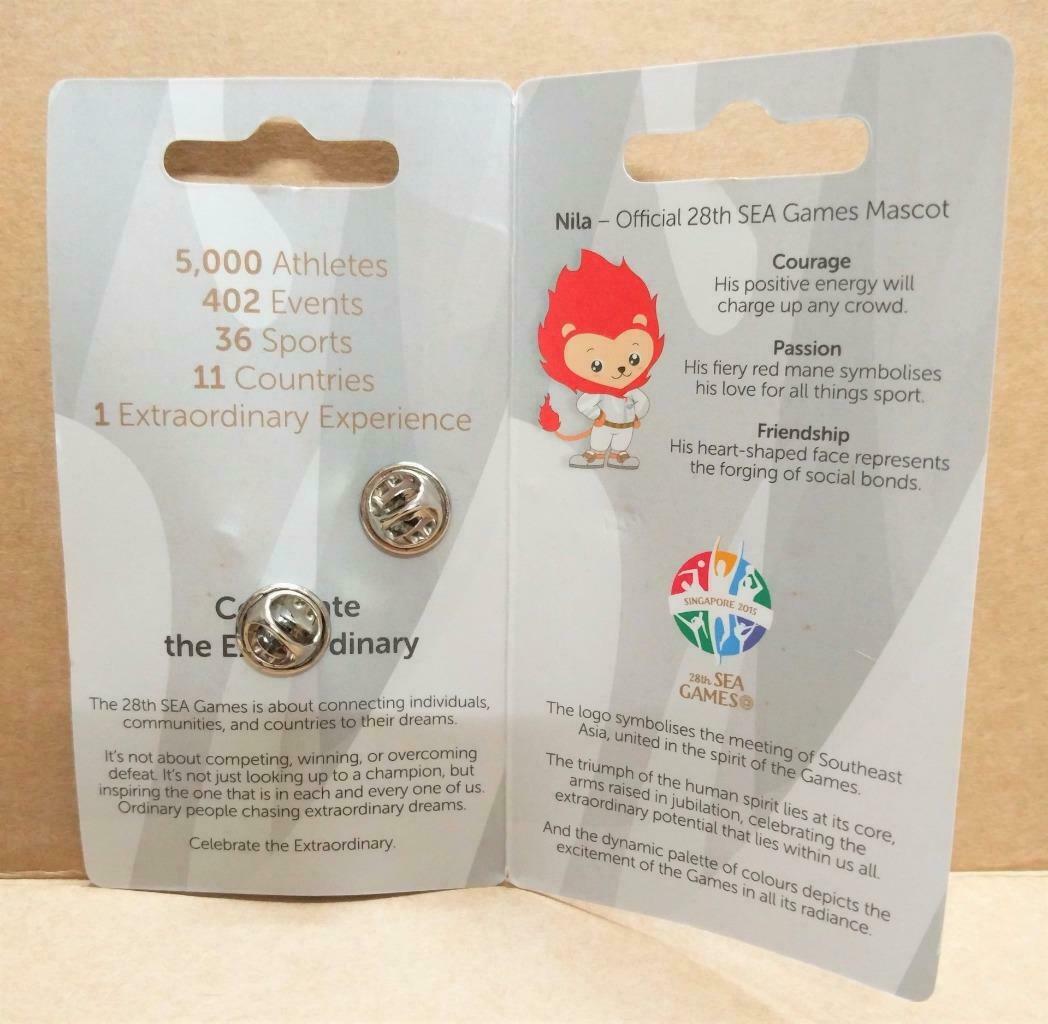 5,000 Athletes
402 Events
36 Sports
11 Countries
1 Extraordinary Experience
the
dinary
The 28th SEA Games is about connecting individuals,
communities, and countries to their dreams.
It's not about competing, winning, or overcoming
defeat. It's not just looking up to a champion, but
inspiring the one that is in each and every one of us.
Ordinary people chasing extraordinary dreams.
Celebrate the Extraordinary.
Nila – Official 28th SEA Games Mascot
Courage
His positive energy will
charge up any crowd.
Passion
His fiery red mane symbolises
his love for all things sport.
Friendship
His heart-shaped face represents
the forging of social bonds.
SINGAPORE 2015
28th SEA
GAMES
The logo symbolises the meeting of Southeast
Asia, united in the spirit of the Games.
The triumph of the human spirit lies at its core,
arms raised in jubilation, celebrating the
extraordinary potential that lies within us all.
And the dynamic palette of colours depicts the
excitement of the Games in all its radiance.